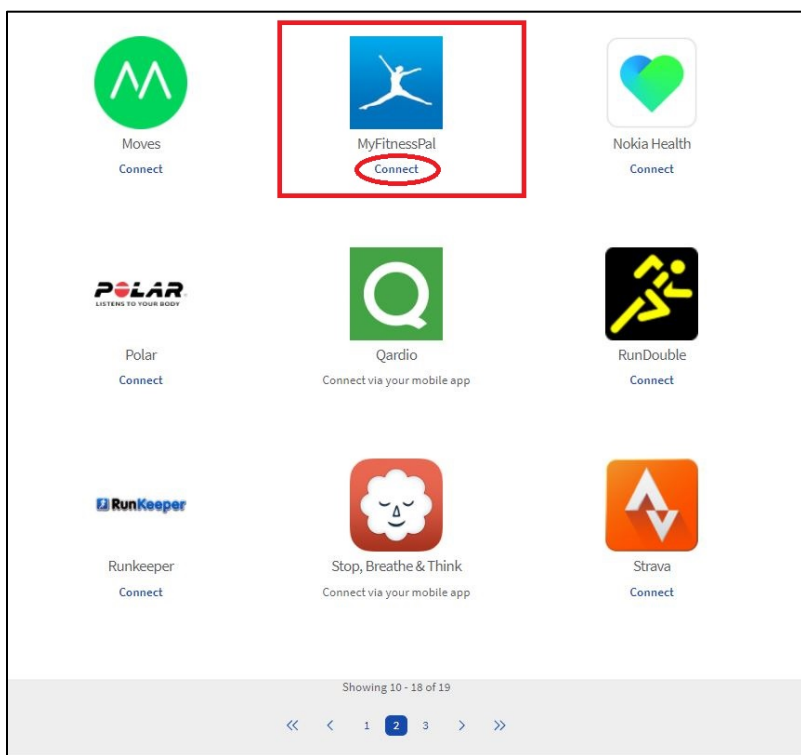 Moves
MyFitnessPal
Nokia Health
Connect
Connect
Connect
POLAR
LISTENS TO YOUR BODY
Q
Polar
Qardio
RunDouble
Connect
Connect via your mobile app
Connect
RunKeeper
Runkeeper
Stop, Breathe & Think
Strava
Connect
Connect via your mobile app
Connect
Showing 10 - 18 of 19
<< < 1 2 3 > >>